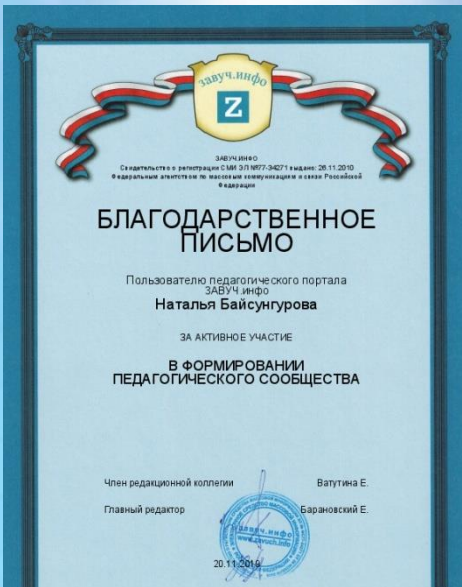 завуч.инфо
Z
ЗАВУЧ.ИНФО
Свидетельство о регистрации СМИ ЭЛ №77-34271 выдано: 26.11.2010
Федеральным агентством по массовым коммуникациям и связи Российской
Федерации
БЛАГОДАРСТВЕННОЕ
ПИСЬМО
Пользователю педагогического портала
ЗАВУЧ.инфо
Наталья Байсунгурова
ЗА АКТИВНОЕ УЧАСТИЕ
В ФОРМИРОВАНИИ
ПЕДАГОГИЧЕСКОГО СООБЩЕСТВА
Член редакционной коллегии Ватутина Е.
Главный редактор Барановский Е.
завуч.инфо
www.zavuch.info
20.11.2016